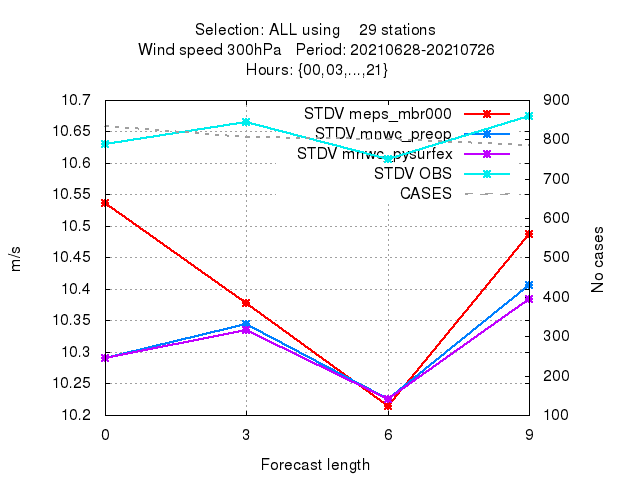 Selection: ALL using 29 stations
Wind speed 300hPa Period: 20210628-20210726
Hours: {00,03,...,21}
10.7
10.65
10.6
10.55
10.5
10.45
10.4
10.35
10.3
10.25
10.2
m/s
STDV meps_mbr000
STDV mnwc_preop
STDV mnwc_pysurfex
STDV OBS
CASES
900
800
700
600
500
400
300
200
100
No cases
0 3 6 9
Forecast length